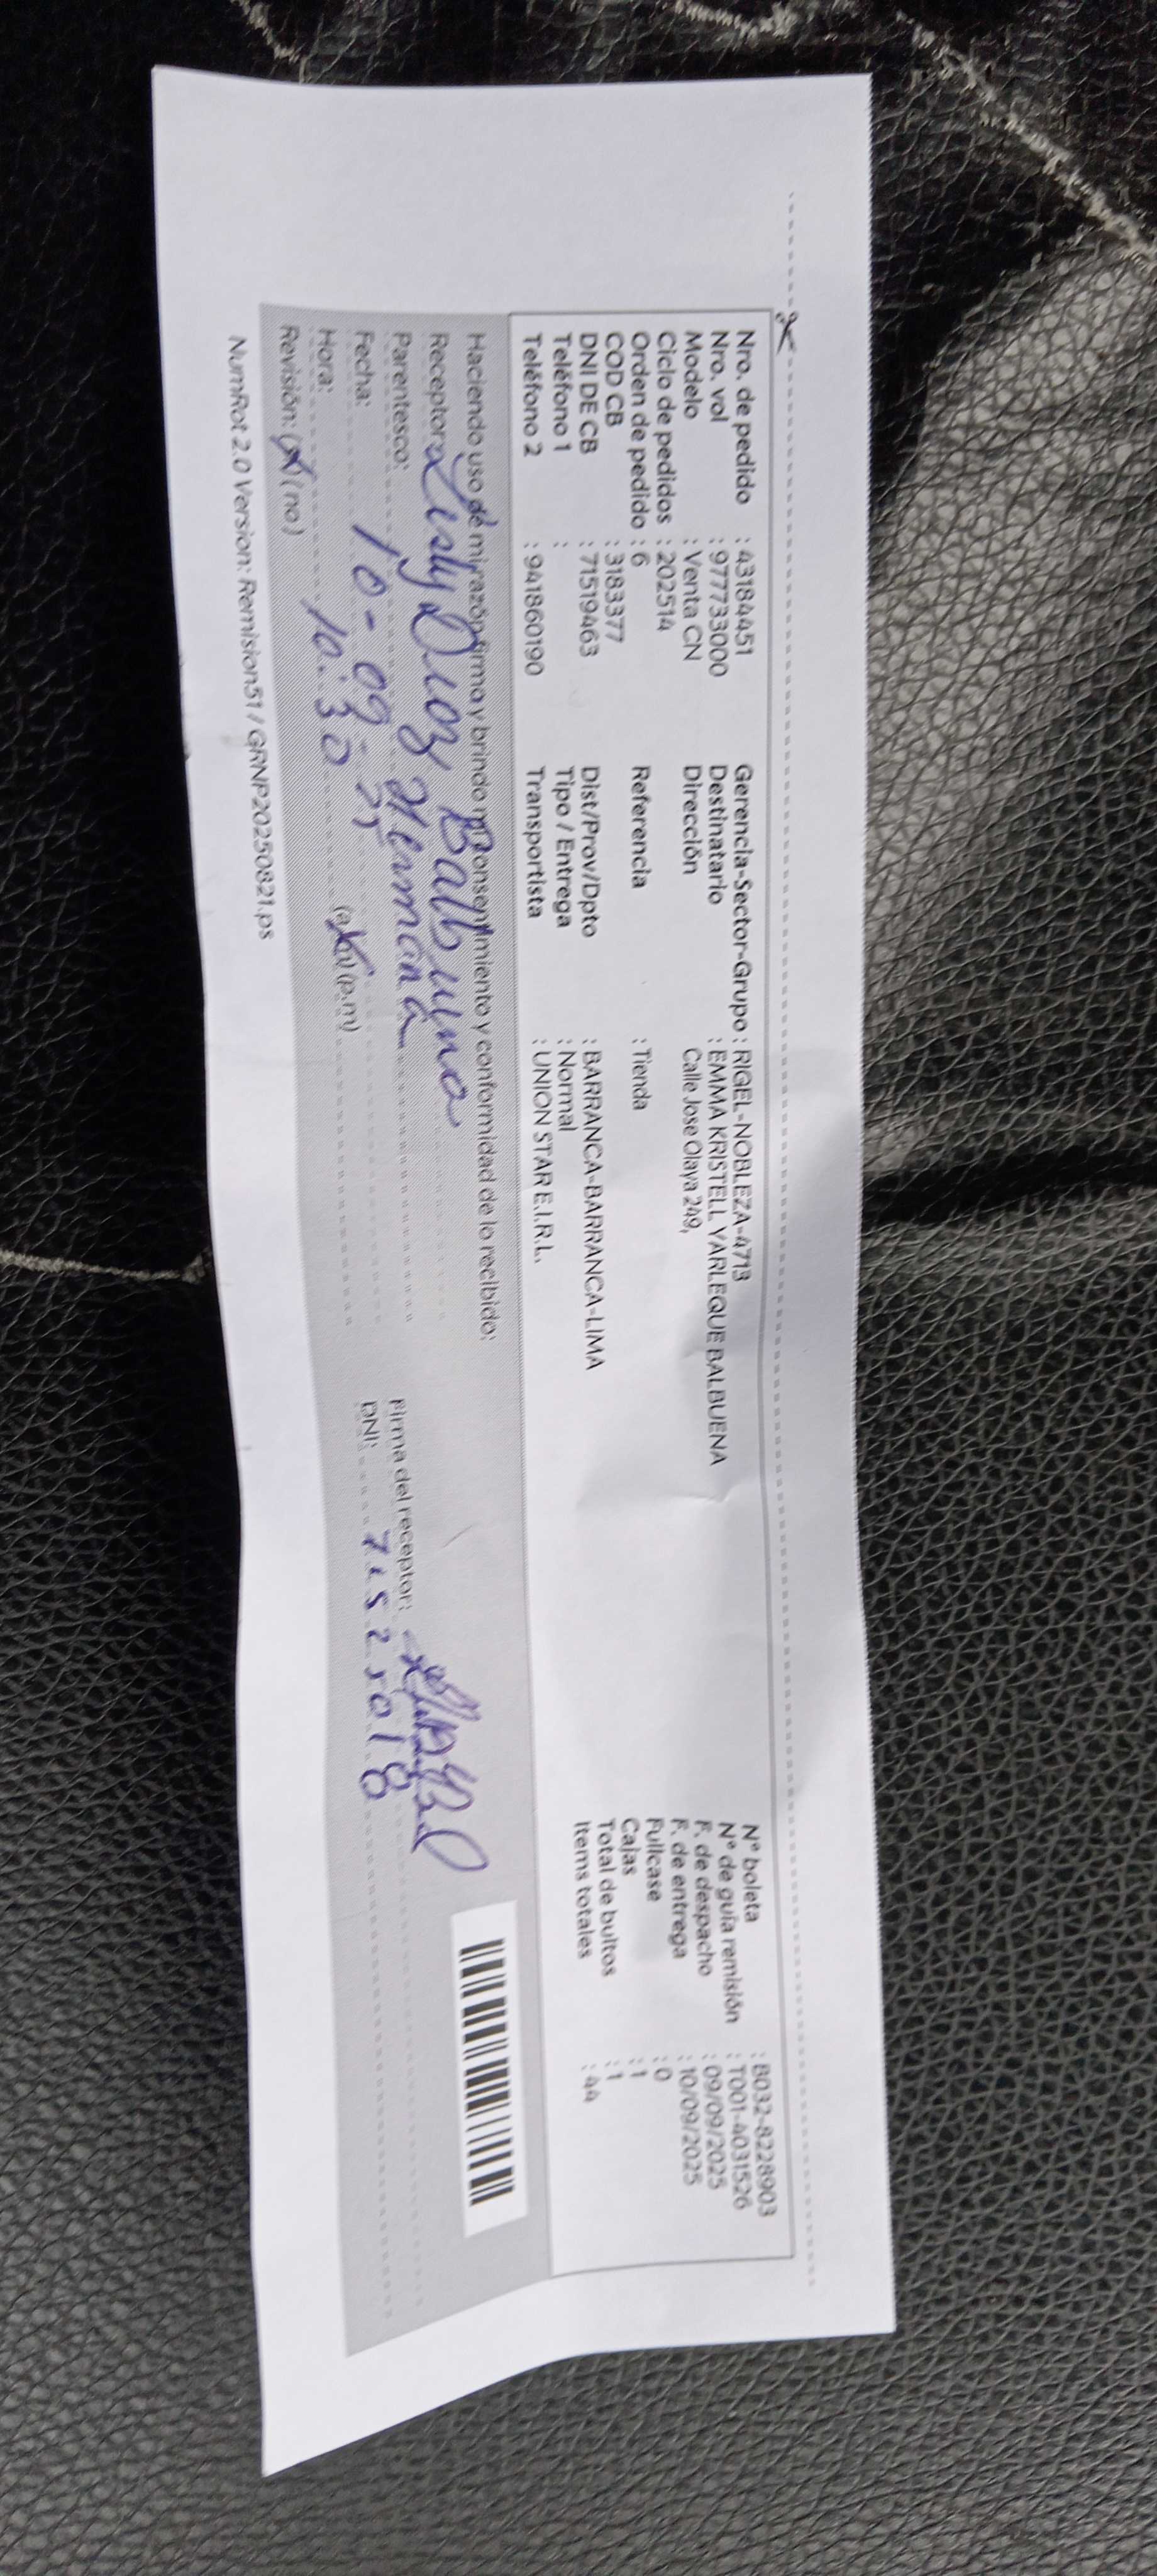 Nro. de pedido : 43184451 Gerencia-Sector-Grupo : RIGEL-NOBLEZA-4713 N° boleta : B032-8228903
Nro. vol : 977733000 Destinatario : EMMA KRISTELL YARLEQUE BALBUENA N° de guía remisión : T001-4031526
Modelo : Venta CN Dirección Calle Jose Olaya 249, F. de despacho : 09/09/2025
Ciclo de pedidos : 202514 F. de entrega : 10/09/2025
Orden de pedido : 6 Referencia : Tienda Fullcase : 0
COD CB : 3183377 Cajas : 1
DNI DE CB : 71519463 Dist/Prov/Dpto : BARRANCA-BARRANCA-LIMA Total de bultos : 1
Teléfono 1 : Tipo / Entrega : Normal Items totales : 44
Teléfono 2 : 941860190 Transportista : UNION STAR E.I.R.L.
Haciendo uso de mi razón firmo y brindo mi consentimiento y conformidad de lo recibido:
Receptor: Diaz
Parentesco: Hermana Firma del receptor:
Fecha: 10-09 DNI:
Hora: 10:30 (a.m) (p.m)
Revisión: (si) (no)
NumRot 2.0 Version: Remision51 / GRNP20250821.ps